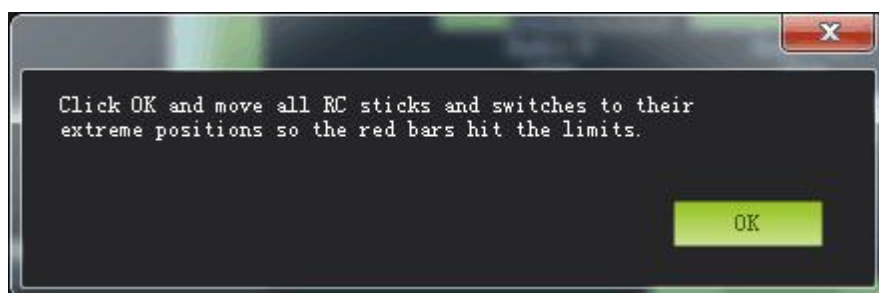 Click OK and move all RC sticks and switches to their
extreme positions so the red bars hit the limits.
OK